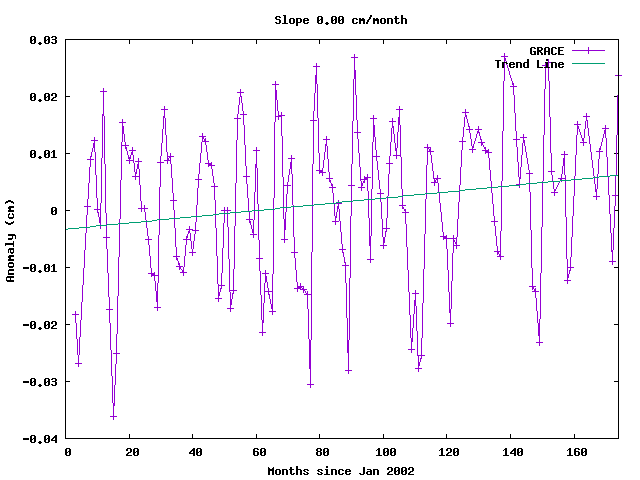 Slope 0.00 cm/month
0.03
GRACE
Trend Line
0.02
0.01
0
-0.01
-0.02
-0.03
-0.04
Anomaly (cm)
0 20 40 60 80 100 120 140 160
Months since Jan 2002